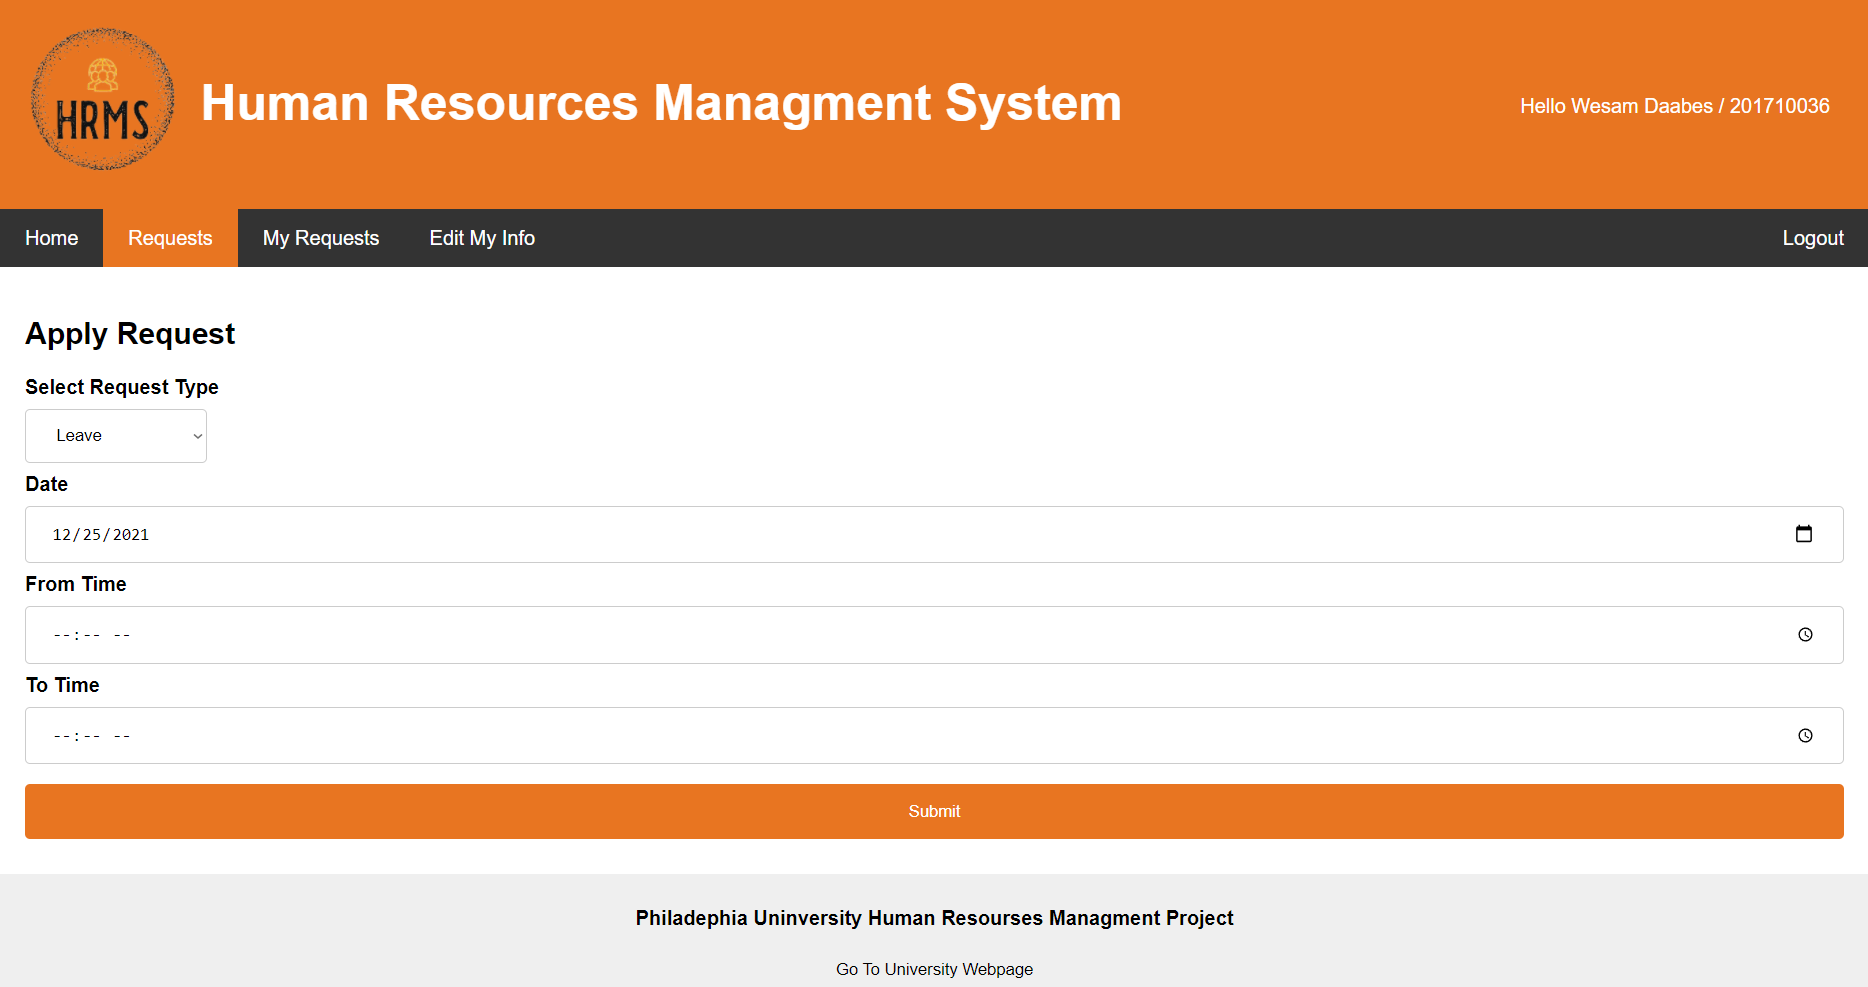 HRMS
Human Resources Managment System
Hello Wesam Daabes / 201710036
Home Requests My Requests Edit My Info Logout
Apply Request
Select Request Type
Leave
Date
12/25/2021
From Time
--:-- --
To Time
--:-- --
Submit
Philadephia Uninversity Human Resourses Managment Project
Go To University Webpage